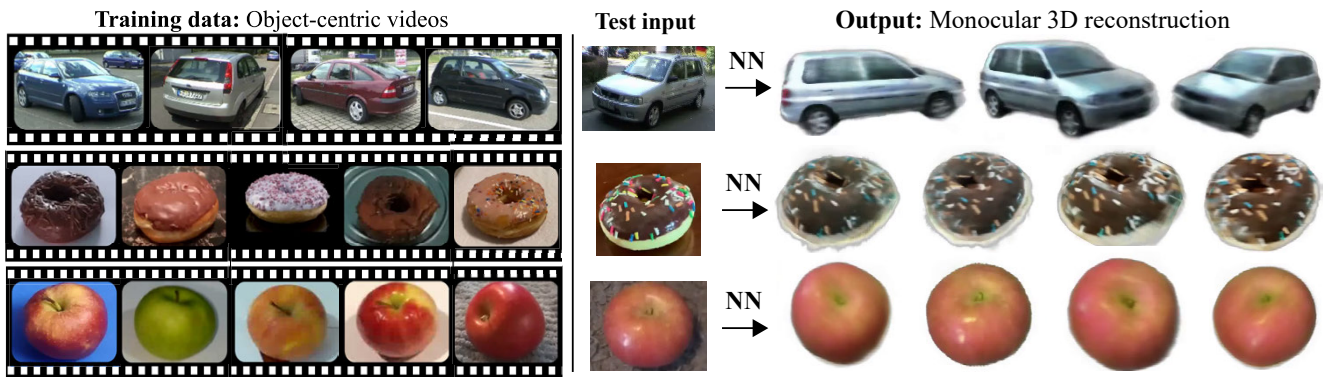 Training data: Object-centric videos
Test input
Output: Monocular 3D reconstruction
NN
NN
NN